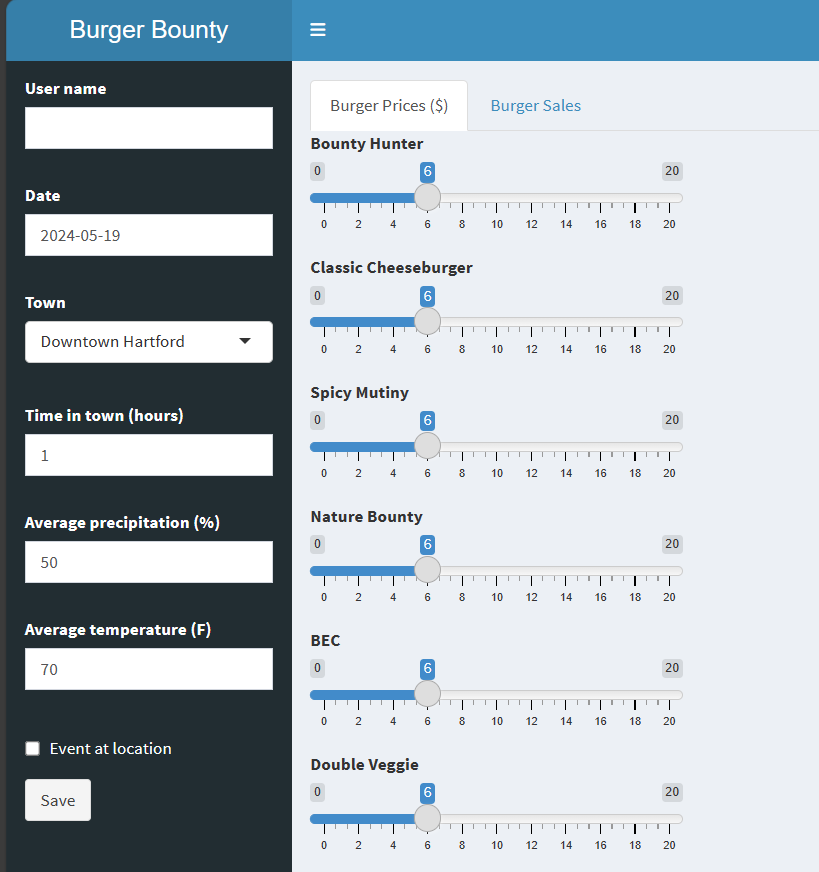 Burger Bounty
User name
Date
2024-05-19
Town
Downtown Hartford
Time in town (hours)
1
Average precipitation (%)
50
Average temperature (F)
70
Event at location
Save
Burger Prices ($) Burger Sales
Bounty Hunter
0 6 20
0 2 4 6 8 10 12 14 16 18 20
Classic Cheeseburger
0 6 20
0 2 4 6 8 10 12 14 16 18 20
Spicy Mutiny
0 6 20
0 2 4 6 8 10 12 14 16 18 20
Nature Bounty
0 6 20
0 2 4 6 8 10 12 14 16 18 20
BEC
0 6 20
0 2 4 6 8 10 12 14 16 18 20
Double Veggie
0 6 20
0 2 4 6 8 10 12 14 16 18 20